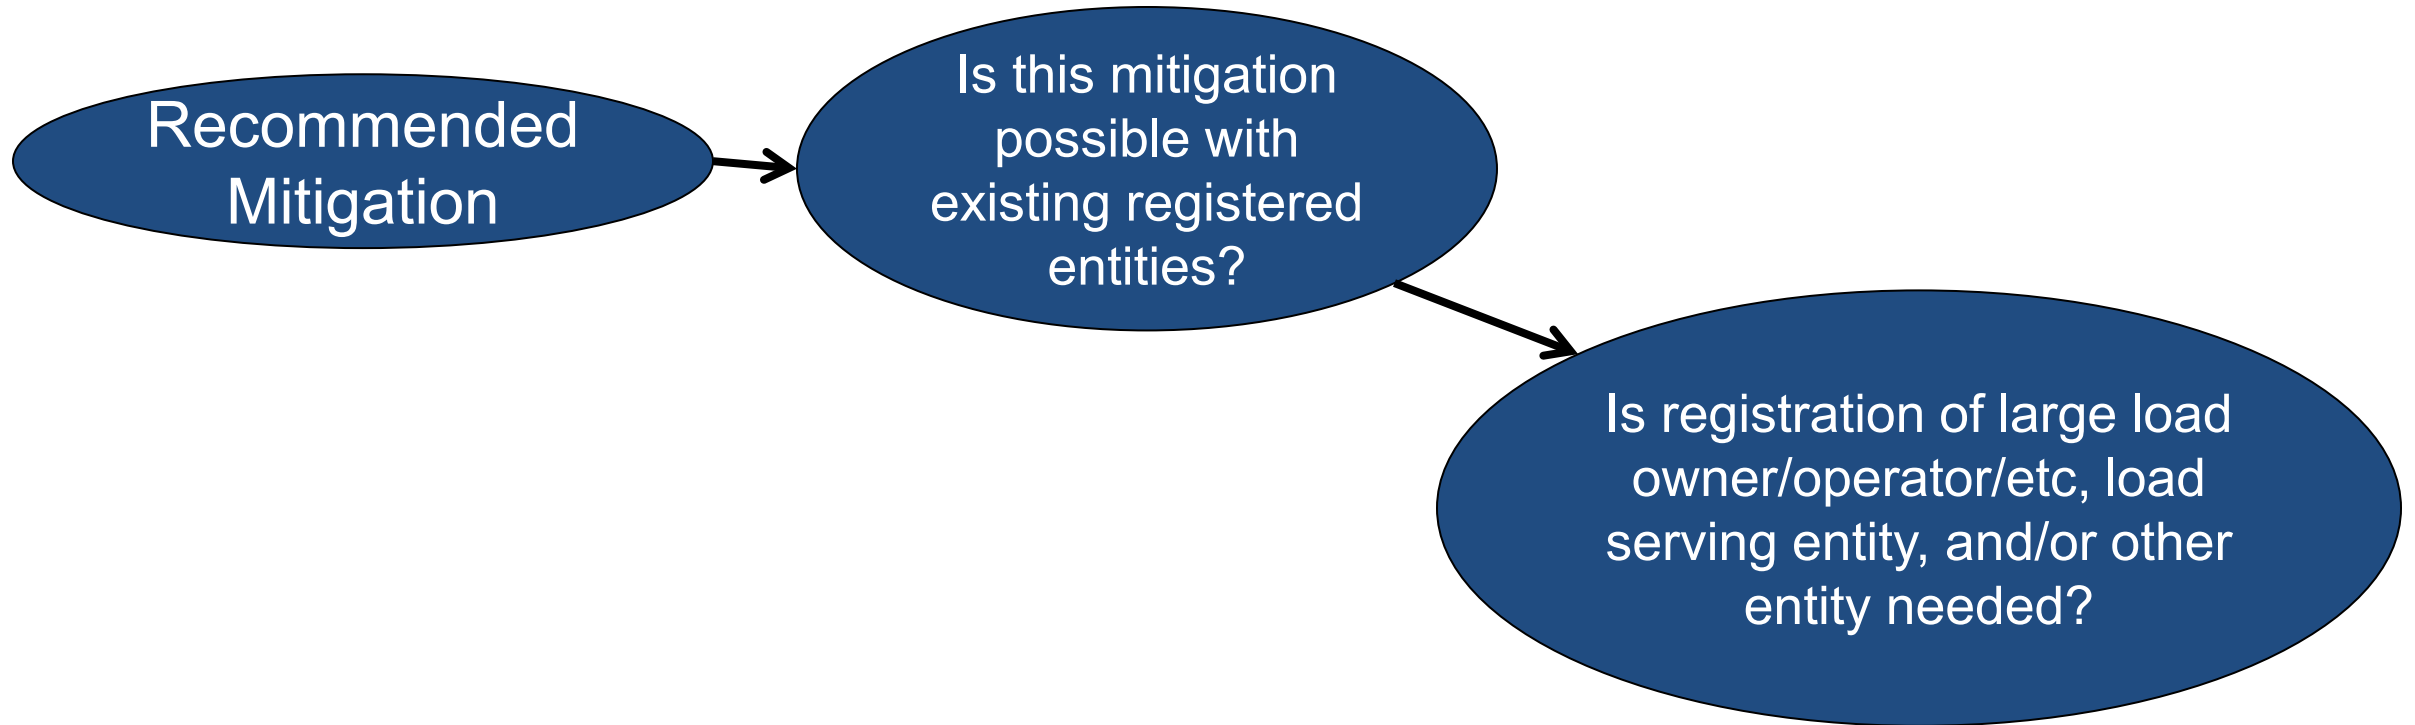 Recommended
Mitigation
Is this mitigation
possible with
existing registered
entities?
Is registration of large load
owner/operator/etc, load
serving entity, and/or other
entity needed?